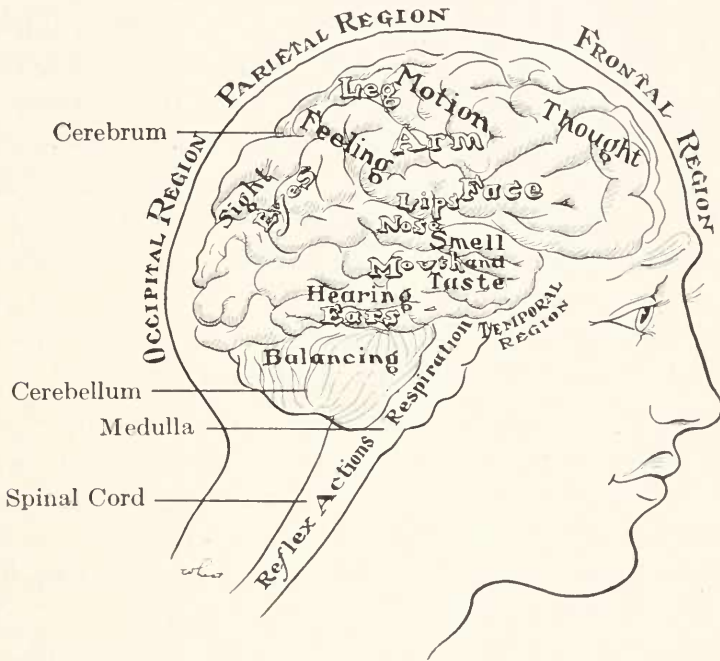 PARIETAL REGION
FRONTAL REGION
OCCIPITAL REGION
Cerebrum
Leg
Motion
Feeling
Arm
Thought
Sight
Eyes
Lips
Face
Nose
Smell
Mouth and
Taste
Hearing
Ears
TEMPORAL
REGION
Balancing
Respiration
Cerebellum
Medulla
Spinal Cord
Reflex Actions